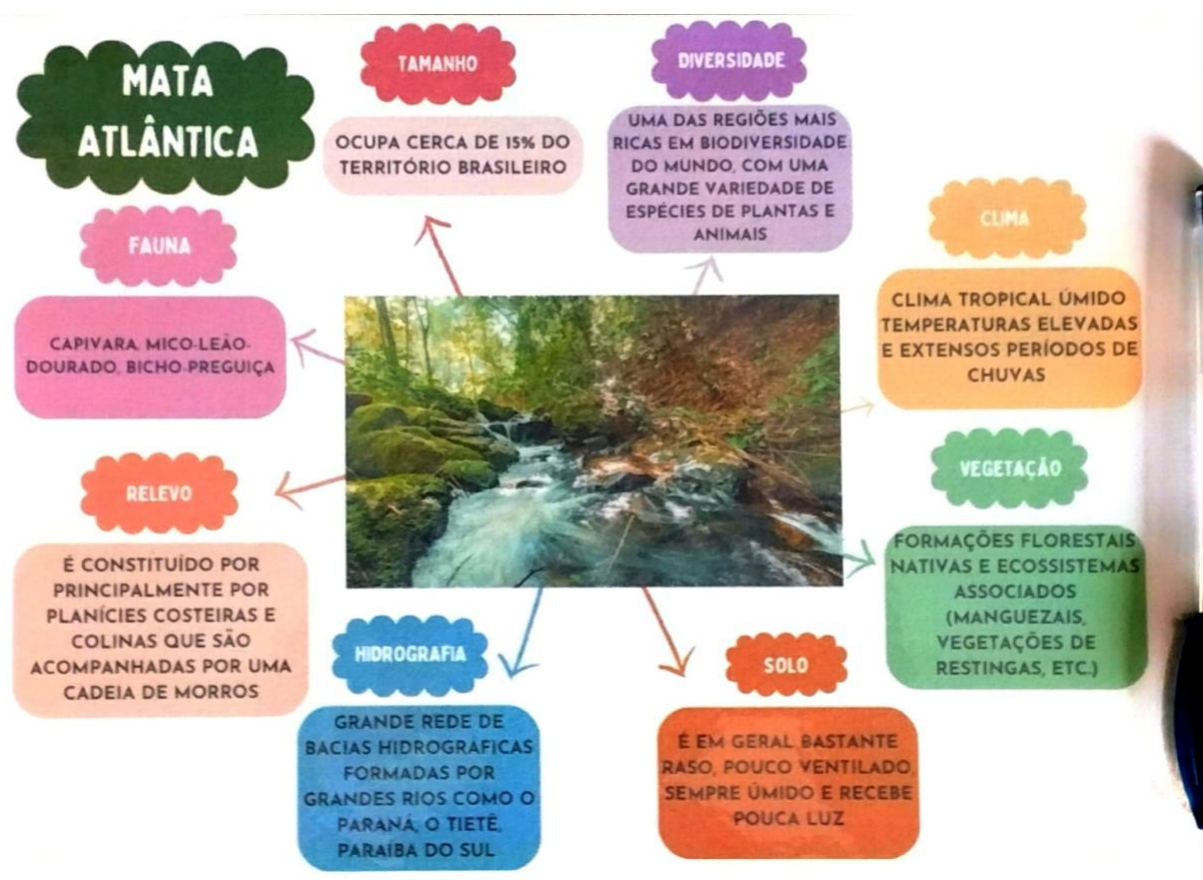 MATA
ATLÂNTICA
TAMANHO
OCUPA CERCA DE 15% DO
TERRITÓRIO BRASILEIRO
DIVERSIDADE
UMA DAS REGIÕES MAIS
RICAS EM BIODIVERSIDADE
DO MUNDO, COM UMA
GRANDE VARIEDADE DE
ESPÉCIES DE PLANTAS E
ANIMAIS
CLIMA
CLIMA TROPICAL ÚMIDO
TEMPERATURAS ELEVADAS
E EXTENSOS PERÍODOS DE
CHUVAS
FAUNA
CAPIVARA, MICO-LEÃO-
DOURADO, BICHO-PREGUIÇA
VEGETAÇÃO
FORMAÇÕES FLORESTAIS
NATIVAS E ECOSSISTEMAS
ASSOCIADOS
(MANGUEZAIS,
VEGETAÇÕES DE
RESTINGAS, ETC.)
RELEVO
É CONSTITUÍDO POR
PRINCIPALMENTE POR
PLANÍCIES COSTEIRAS E
COLINAS QUE SÃO
ACOMPANHADAS POR UMA
CADEIA DE MORROS
HIDROGRAFIA
GRANDE REDE DE
BACIAS HIDROGRÁFICAS
FORMADAS POR
GRANDES RIOS COMO O
PARANÁ, O TIETÊ,
PARAÍBA DO SUL
SOLO
É EM GERAL BASTANTE
RASO, POUCO VENTILADO,
SEMPRE ÚMIDO E RECEBE
POUCA LUZ